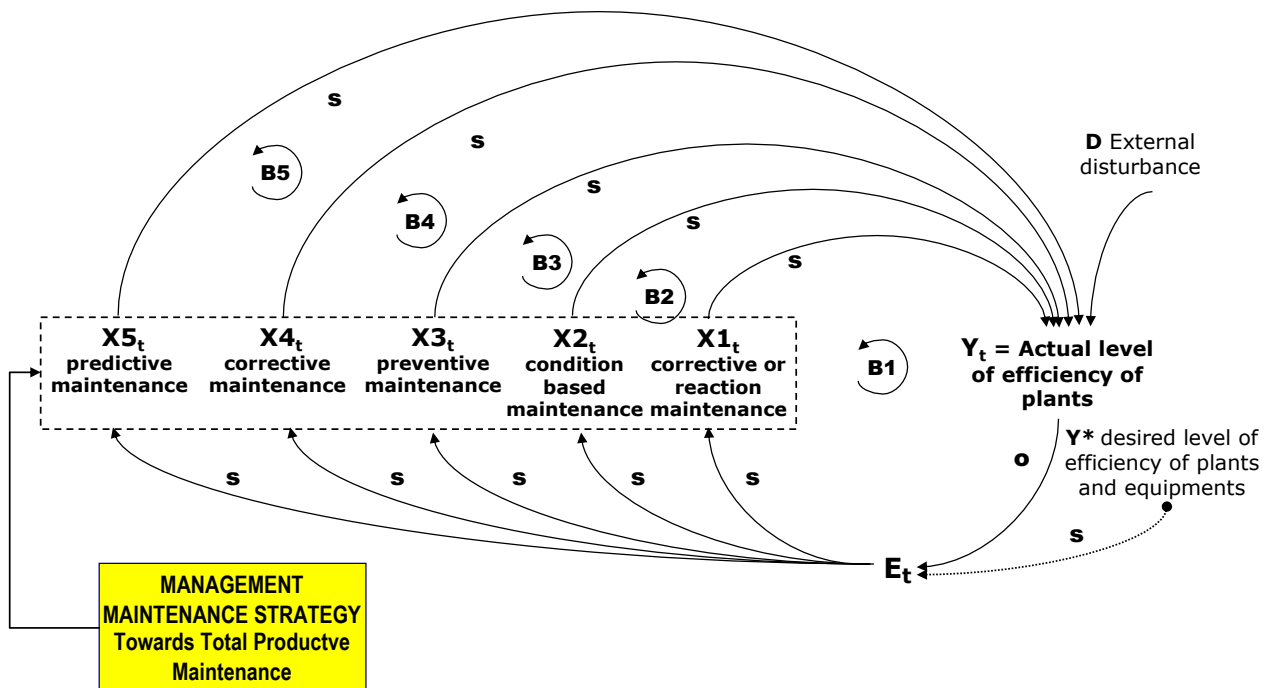 s
s
s
s
s
B5
B4
B3
B2
B1
D External
disturbance
X5t
predictive
maintenance
X4t
corrective
maintenance
X3t
preventive
maintenance
X2t
condition
based
maintenance
X1t
corrective or
reaction
maintenance
Yt = Actual level
of efficiency of
plants
Y* desired level of
efficiency of plants
and equipments
o
s
s
s
s
s
s
Et
MANAGEMENT
MAINTENANCE STRATEGY
Towards Total Productve
Maintenance